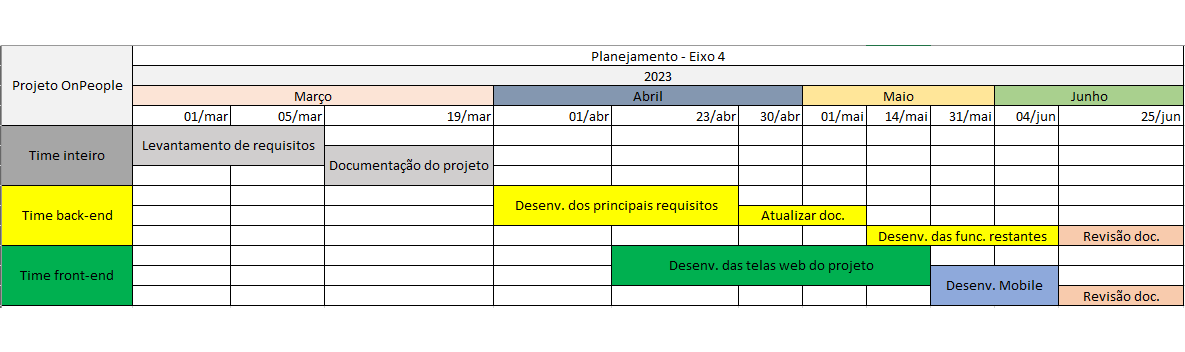 Planejamento - Eixo 4
Projeto OnPeople
2023
Março
Abril
Maio
Junho
01/mar
05/mar
19/mar
01/abr
23/abr
30/abr
01/mai
14/mai
31/mai
04/jun
25/jun
Time inteiro
Levantamento de requisitos
Documentação do projeto
Time back-end
Desenv. dos principais requisitos
Atualizar doc.
Desenv. das func. restantes
Revisão doc.
Time front-end
Desenv. das telas web do projeto
Desenv. Mobile
Revisão doc.